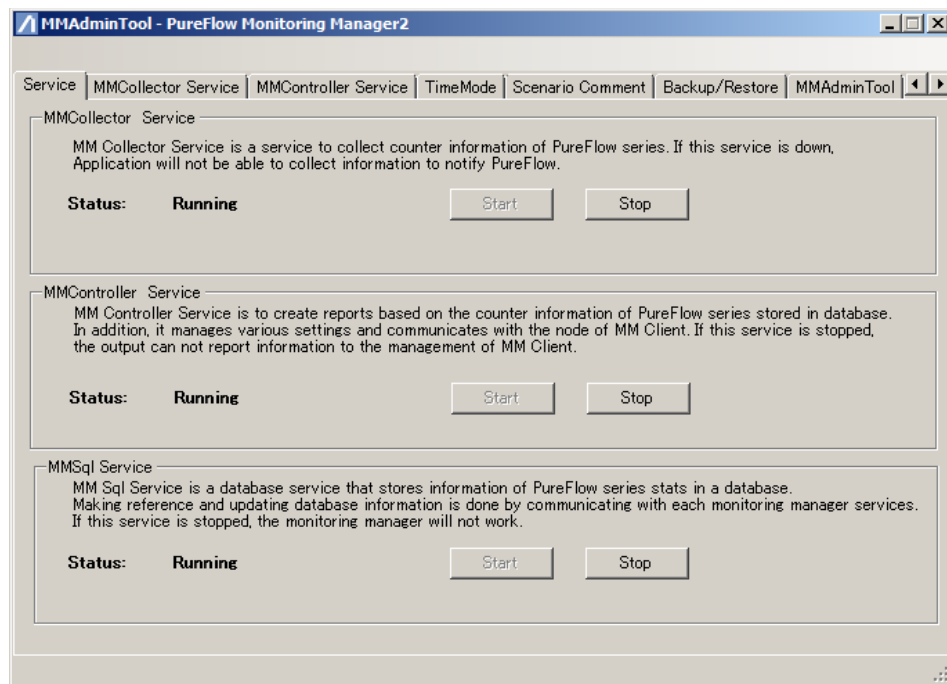 MMAdminTool - PureFlow Monitoring Manager2
Service MMCollector Service MMController Service TimeMode Scenario Comment Backup/Restore MMAdminTool
MMCollector Service
MM Collector Service is a service to collect counter information of PureFlow series. If this service is down,
Application will not be able to collect information to notify PureFlow.
Status: Running Start Stop
MMController Service
MM Controller Service is to create reports based on the counter information of PureFlow series stored in database.
In addition, it manages various settings and communicates with the node of MM Client. If this service is stopped,
the output can not report information to the management of MM Client.
Status: Running Start Stop
MMSql Service
MM Sql Service is a database service that stores information of PureFlow series stats in a database.
Making reference and updating database information is done by communicating with each monitoring manager services.
If this service is stopped, the monitoring manager will not work.
Status: Running Start Stop